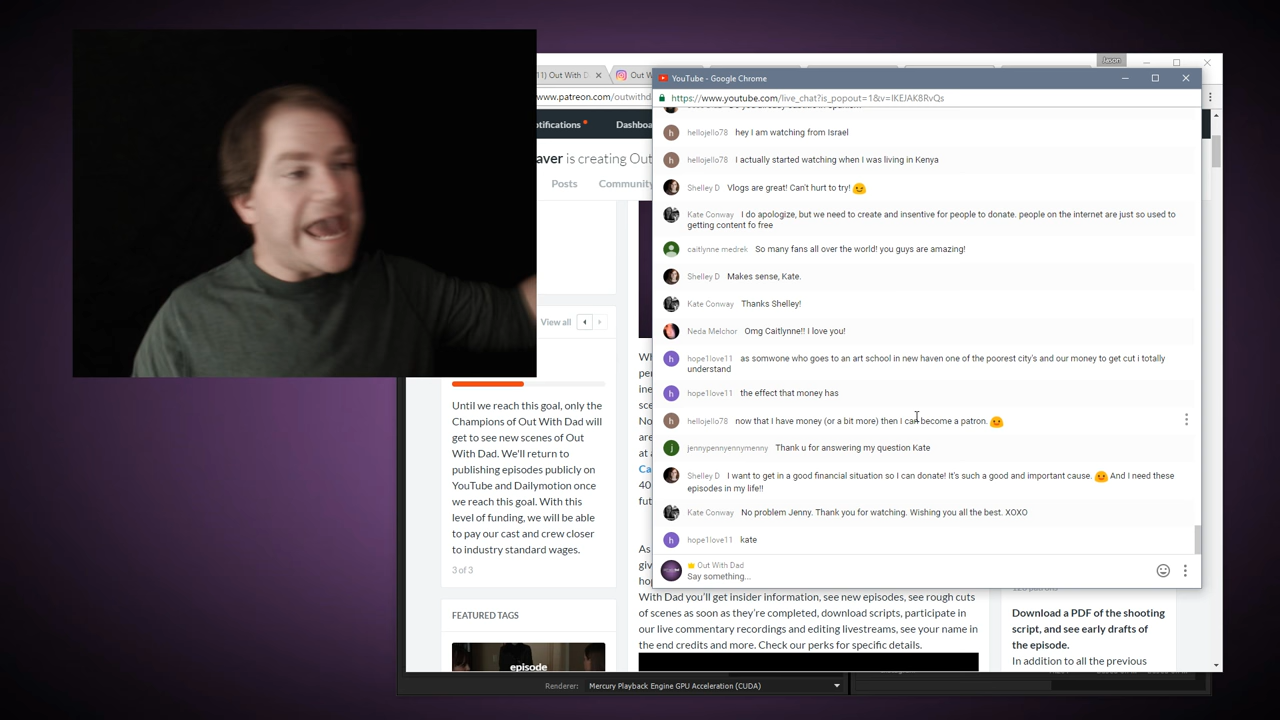 Jason
11) Out With D
Out W
www.patreon.com/outwithda
YouTube - Google Chrome
https://www.youtube.com/live_chat?is_popout=1&v=IKEJAK8RvQs
otifications
Dashboa
aver is creating Out
Posts
Community
hellojello78 hey I am watching from Israel
hellojello78 I actually started watching when I was living in Kenya
Shelley D Vlogs are great! Can't hurt to try!
Kate Conway I do apologize, but we need to create and insentive for people to donate. people on the internet are just so used to
getting content fo free
caitlynne medrek So many fans all over the world! you guys are amazing!
Shelley D Makes sense, Kate.
Kate Conway Thanks Shelley!
Neda Melchor Omg Caitlynne!! I love you!
hope1love11 as somwone who goes to an art school in new haven one of the poorest city's and our money to get cut i totally
understand
hope1love11 the effect that money has
hellojello78 now that I have money (or a bit more) then I can become a patron.
jennypennyennymenny Thank u for answering my question Kate
Shelley D I want to get in a good financial situation so I can donate! It's such a good and important cause. And I need these
episodes in my life!!
Kate Conway No problem Jenny. Thank you for watching. Wishing you all the best. XOXO
hope1love11 kate
Out With Dad
Say something...
View all
Until we reach this goal, only the
Champions of Out With Dad will
get to see new scenes of Out
With Dad. We'll return to
publishing episodes publicly on
YouTube and Dailymotion once
we reach this goal. With this
level of funding, we will be able
to pay our cast and crew closer
to industry standard wages.
3 of 3
FEATURED TAGS
episode
With Dad you'll get insider information, see new episodes, see rough cuts
of scenes as soon as they're completed, download scripts, participate in
our live commentary recordings and editing livestreams, see your name in
the end credits and more. Check our perks for specific details.
Download a PDF of the shooting
script, and see early drafts of
the episode.
In addition to all the previous
Renderer: Mercury Playback Engine GPU Acceleration (CUDA)